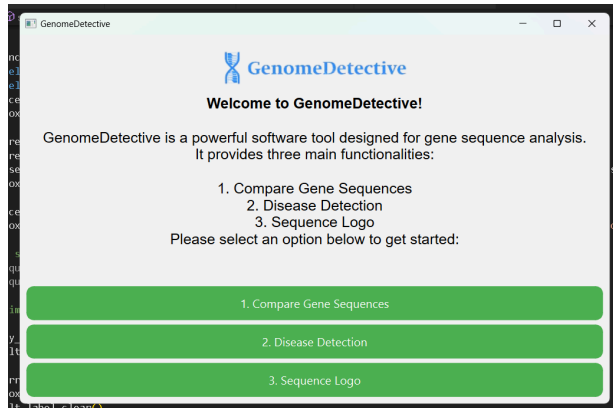 GenomeDetective
GenomeDetective
Welcome to GenomeDetective!
GenomeDetective is a powerful software tool designed for gene sequence analysis.
It provides three main functionalities:
1. Compare Gene Sequences
2. Disease Detection
3. Sequence Logo
Please select an option below to get started:
1. Compare Gene Sequences
2. Disease Detection
3. Sequence Logo